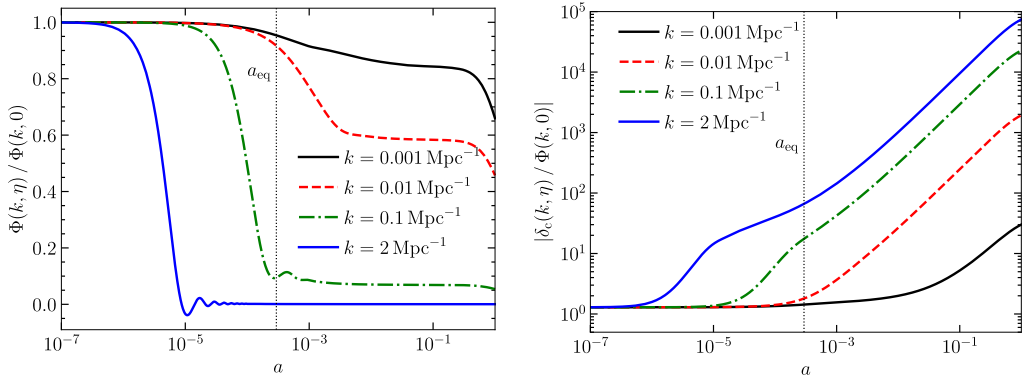 Φ(k, η) / Φ(k, 0)
1.0
0.8
0.6
0.4
0.2
0.0
a_eq
k = 0.001 Mpc⁻¹
k = 0.01 Mpc⁻¹
k = 0.1 Mpc⁻¹
k = 2 Mpc⁻¹
10⁻⁷ 10⁻⁵ 10⁻³ 10⁻¹
a
|δ_c(k, η) / Φ(k, 0)|
10⁵
10⁴
10³
10²
10¹
10⁰
k = 0.001 Mpc⁻¹
k = 0.01 Mpc⁻¹
k = 0.1 Mpc⁻¹
k = 2 Mpc⁻¹
a_eq
10⁻⁷ 10⁻⁵ 10⁻³ 10⁻¹
a